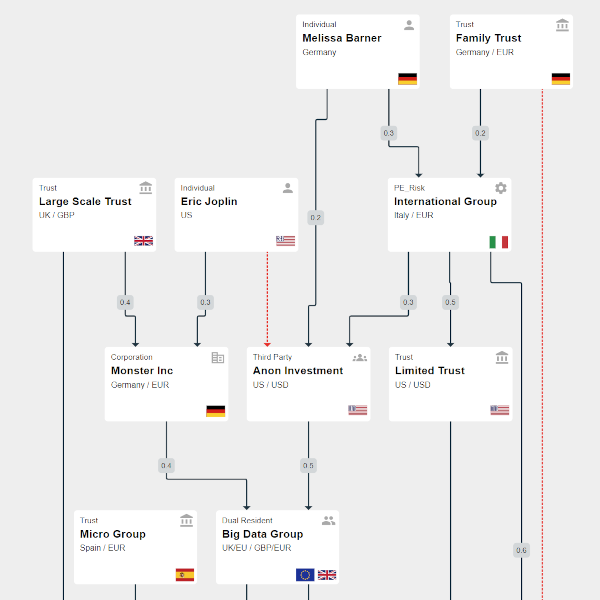 Individual
Melissa Barner
Germany
Trust
Family Trust
Germany / EUR
0.3
0.2
Trust
Large Scale Trust
UK / GBP
Individual
Eric Joplin
US
PE_Risk
International Group
Italy / EUR
0.2
0.4
0.3
0.3
0.5
Corporation
Monster Inc
Germany / EUR
Third Party
Anon Investment
US / USD
Trust
Limited Trust
US / USD
0.4
0.5
Trust
Micro Group
Spain / EUR
Dual Resident
Big Data Group
UK/EU / GBP/EUR
0.6